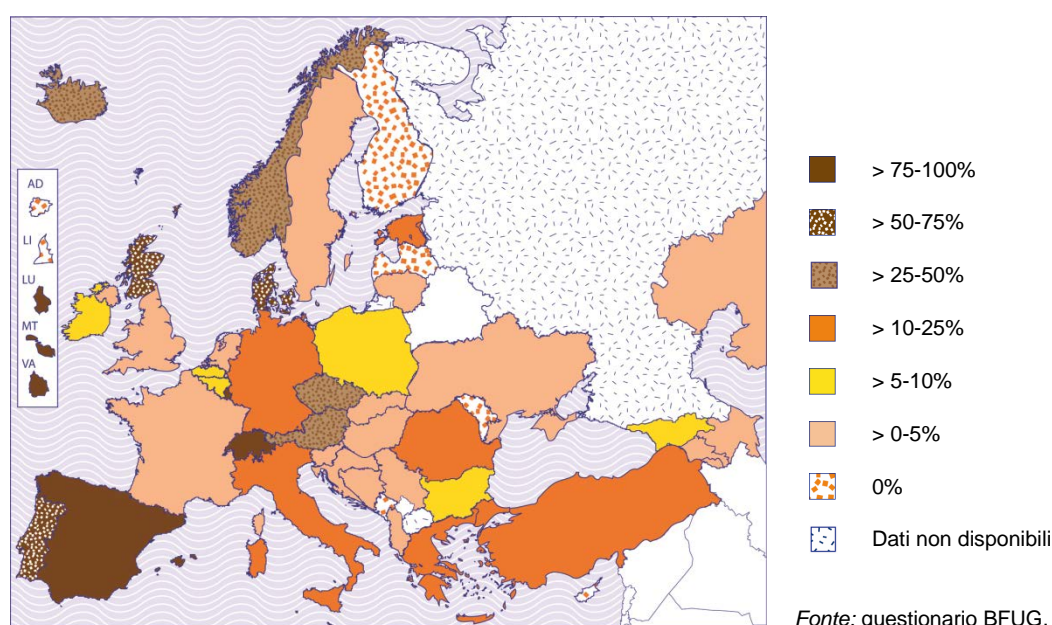 AD
LI
LU
MT
VA
> 75-100%
> 50-75%
> 25-50%
> 10-25%
> 5-10%
> 0-5%
0%
Dati non disponibili
Fonte: questionario BFUG.